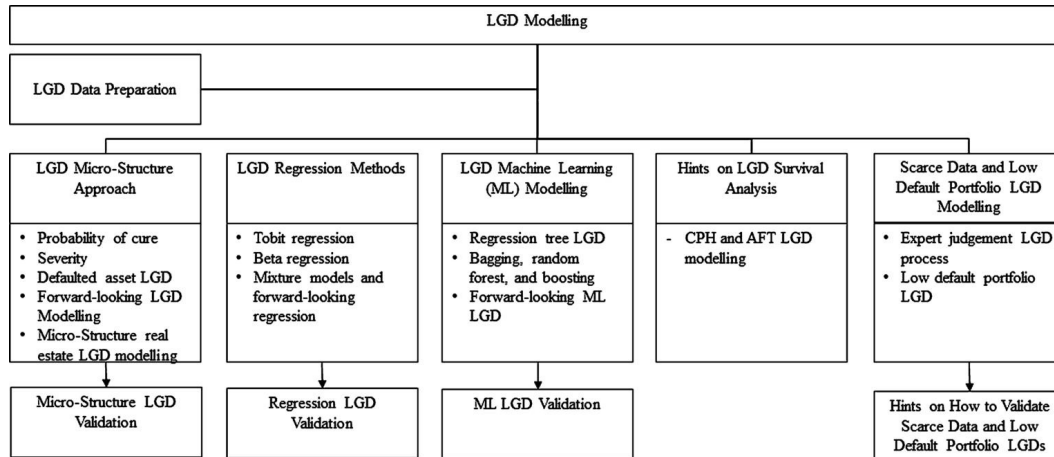 LGD Modelling
LGD Data Preparation
LGD Micro-Structure
Approach
• Probability of cure
• Severity
• Defaulted asset LGD
• Forward-looking LGD
Modelling
• Micro-Structure real
estate LGD modelling
Micro-Structure LGD
Validation
LGD Regression Methods
• Tobit regression
• Beta regression
• Mixture models and
forward-looking
regression
Regression LGD
Validation
LGD Machine Learning
(ML) Modelling
• Regression tree LGD
• Bagging, random
forest, and boosting
• Forward-looking ML
LGD
ML LGD Validation
Hints on LGD Survival
Analysis
- CPH and AFT LGD
modelling
Scarce Data and Low
Default Portfolio LGD
Modelling
• Expert judgement LGD
process
• Low default portfolio
LGD
Hints on How to Validate
Scarce Data and Low
Default Portfolio LGDs